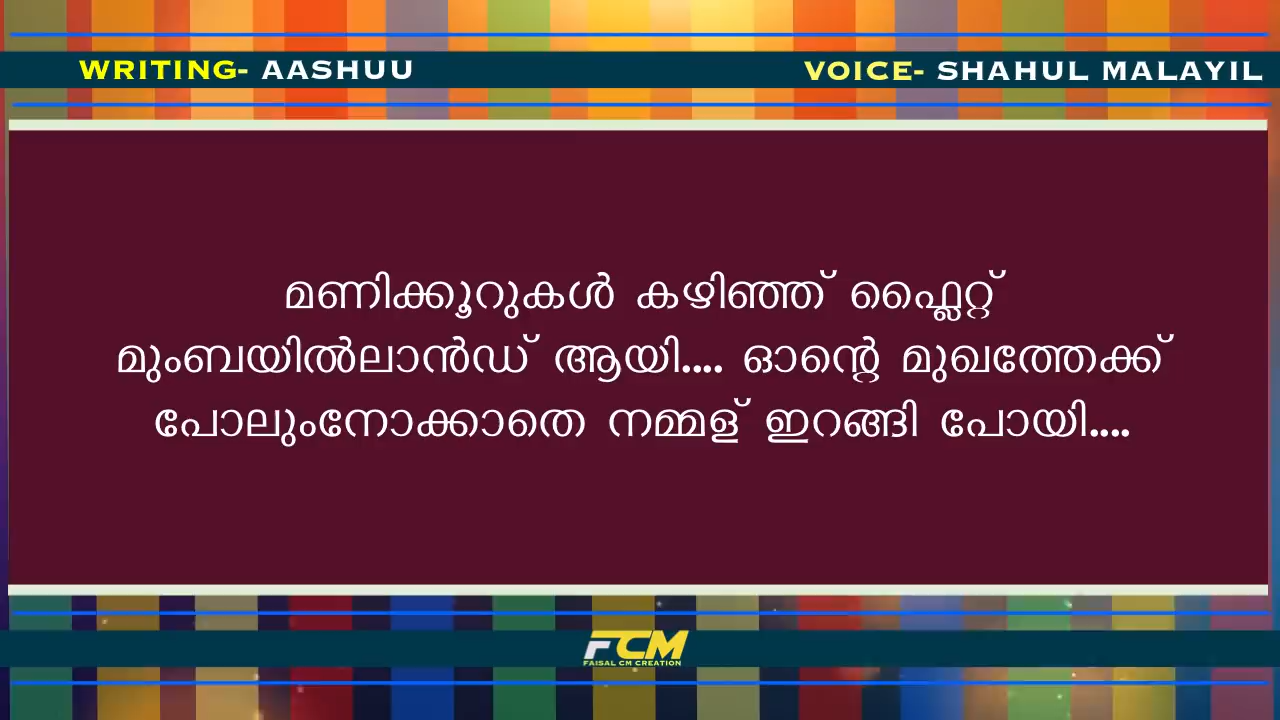 WRITING- AASHUU
VOICE- SHAHUL MALAYIL
മണിക്കൂറുകൾ കഴിഞ്ഞ് ഫ്ലൈറ്റ്
മുംബയിൽലാൻഡ് ആയി.... ഓന്റെ മുഖത്തേക്ക്
പോലുംനോക്കാതെ നമ്മള് ഇറങ്ങി പോയി....
FCM
FAISAL CM CREATION